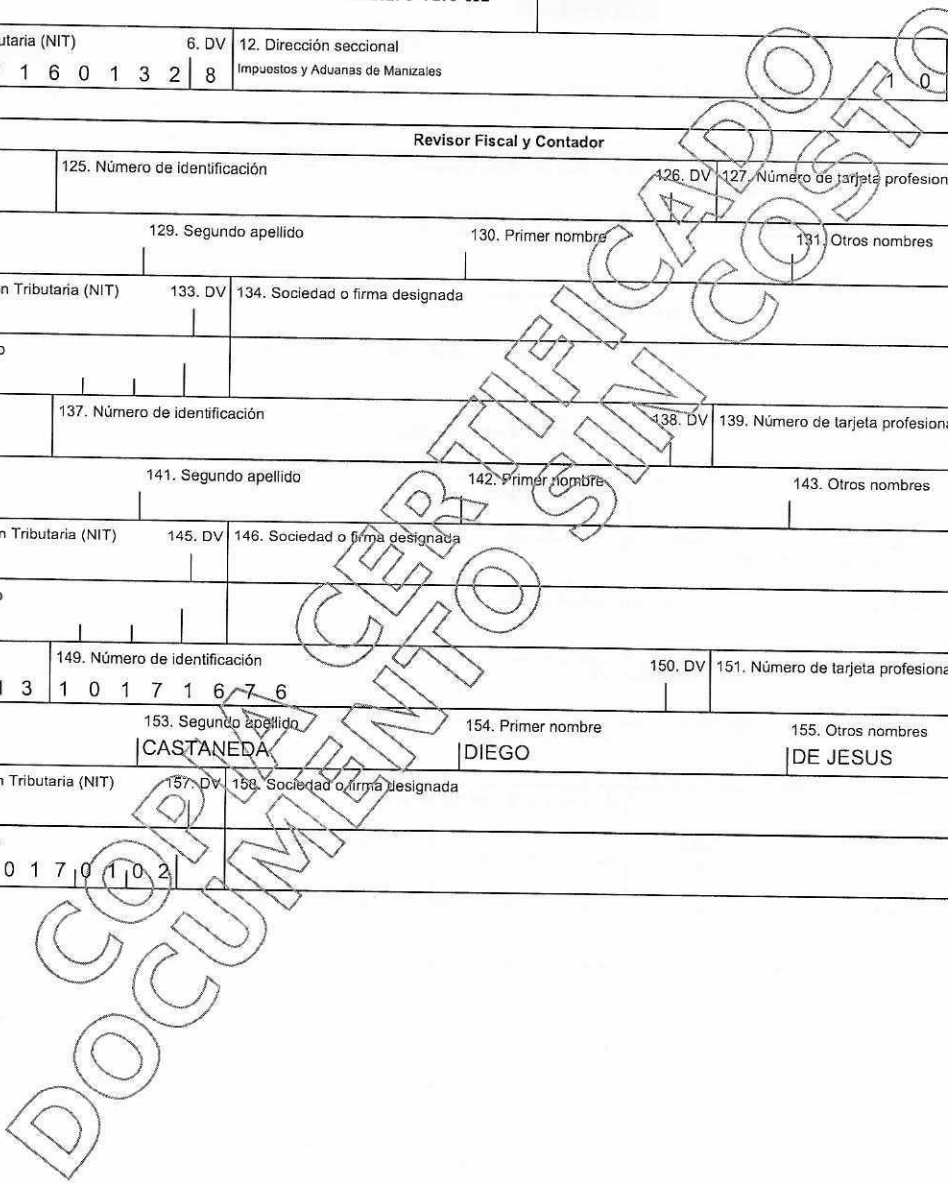 utaria (NIT) 6. DV 12. Dirección seccional
1 6 0 1 3 2 8 Impuestos y Aduanas de Manizales 1 0
Revisor Fiscal y Contador
125. Número de identificación 126. DV 127. Número de tarjeta profesion
129. Segundo apellido 130. Primer nombre 131. Otros nombres
n Tributaria (NIT) 133. DV 134. Sociedad o firma designada
o
137. Número de identificación 138. DV 139. Número de tarjeta profesiona
141. Segundo apellido 142. Primer nombre 143. Otros nombres
n Tributaria (NIT) 145. DV 146. Sociedad o firma designada
o
149. Número de identificación 150. DV 151. Número de tarjeta profesiona
1 3 1 0 1 7 1 6 7 6
153. Segundo apellido 154. Primer nombre 155. Otros nombres
CASTANEDA DIEGO DE JESUS
n Tributaria (NIT) 157. DV 158. Sociedad o firma designada
0 1 7 0 1 0 2
COPIA CERTIFICADO
DOCUMENTO SIN COSTO